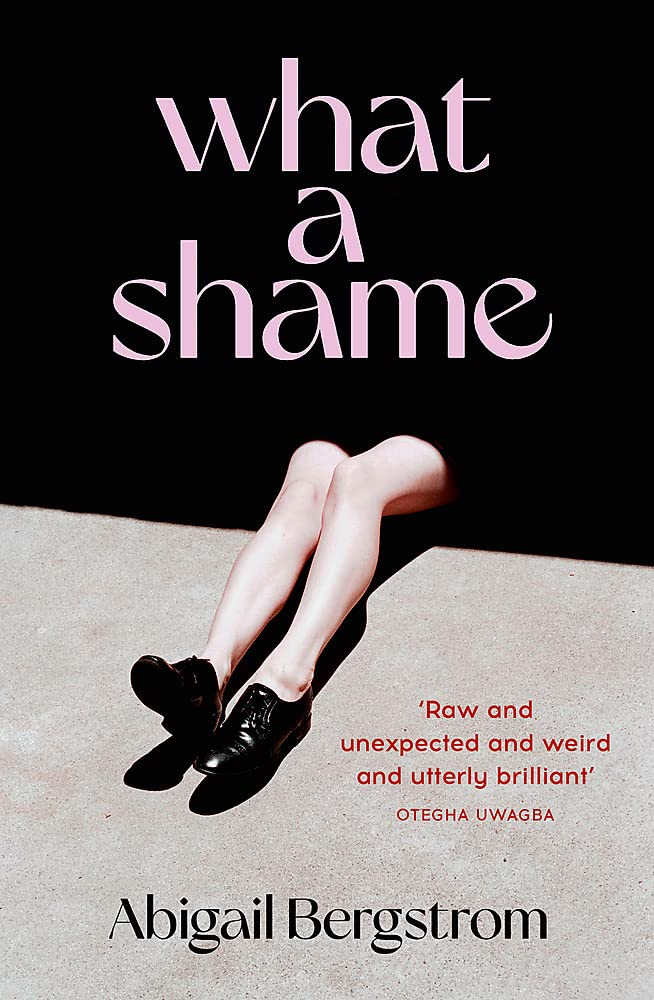 what
a
shame
‘Raw and
unexpected and weird
and utterly brilliant’
OTEGHA UWAGBA
Abigail Bergstrom